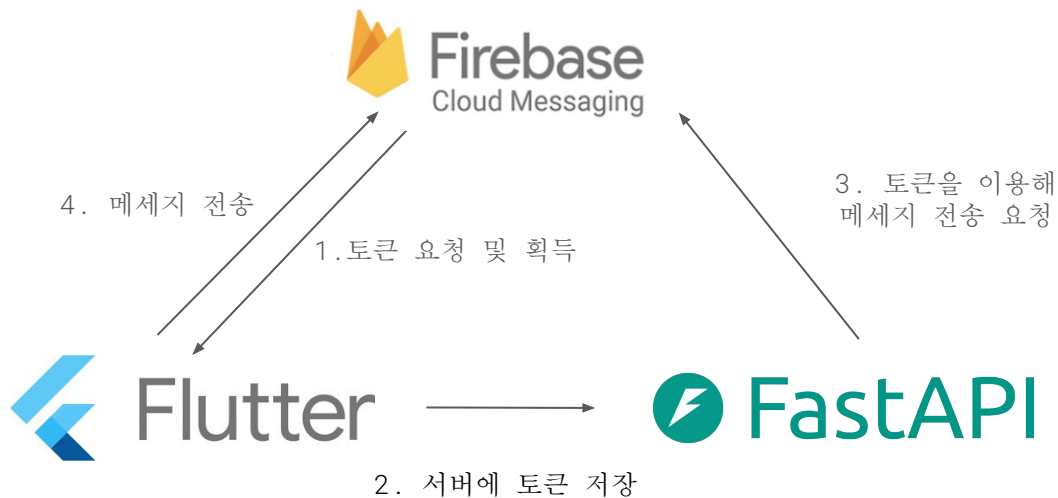 Firebase
Cloud Messaging
4. 메세지 전송
3. 토큰을 이용해
메세지 전송 요청
1.토큰 요청 및 획득
Flutter
FastAPI
2. 서버에 토큰 저장